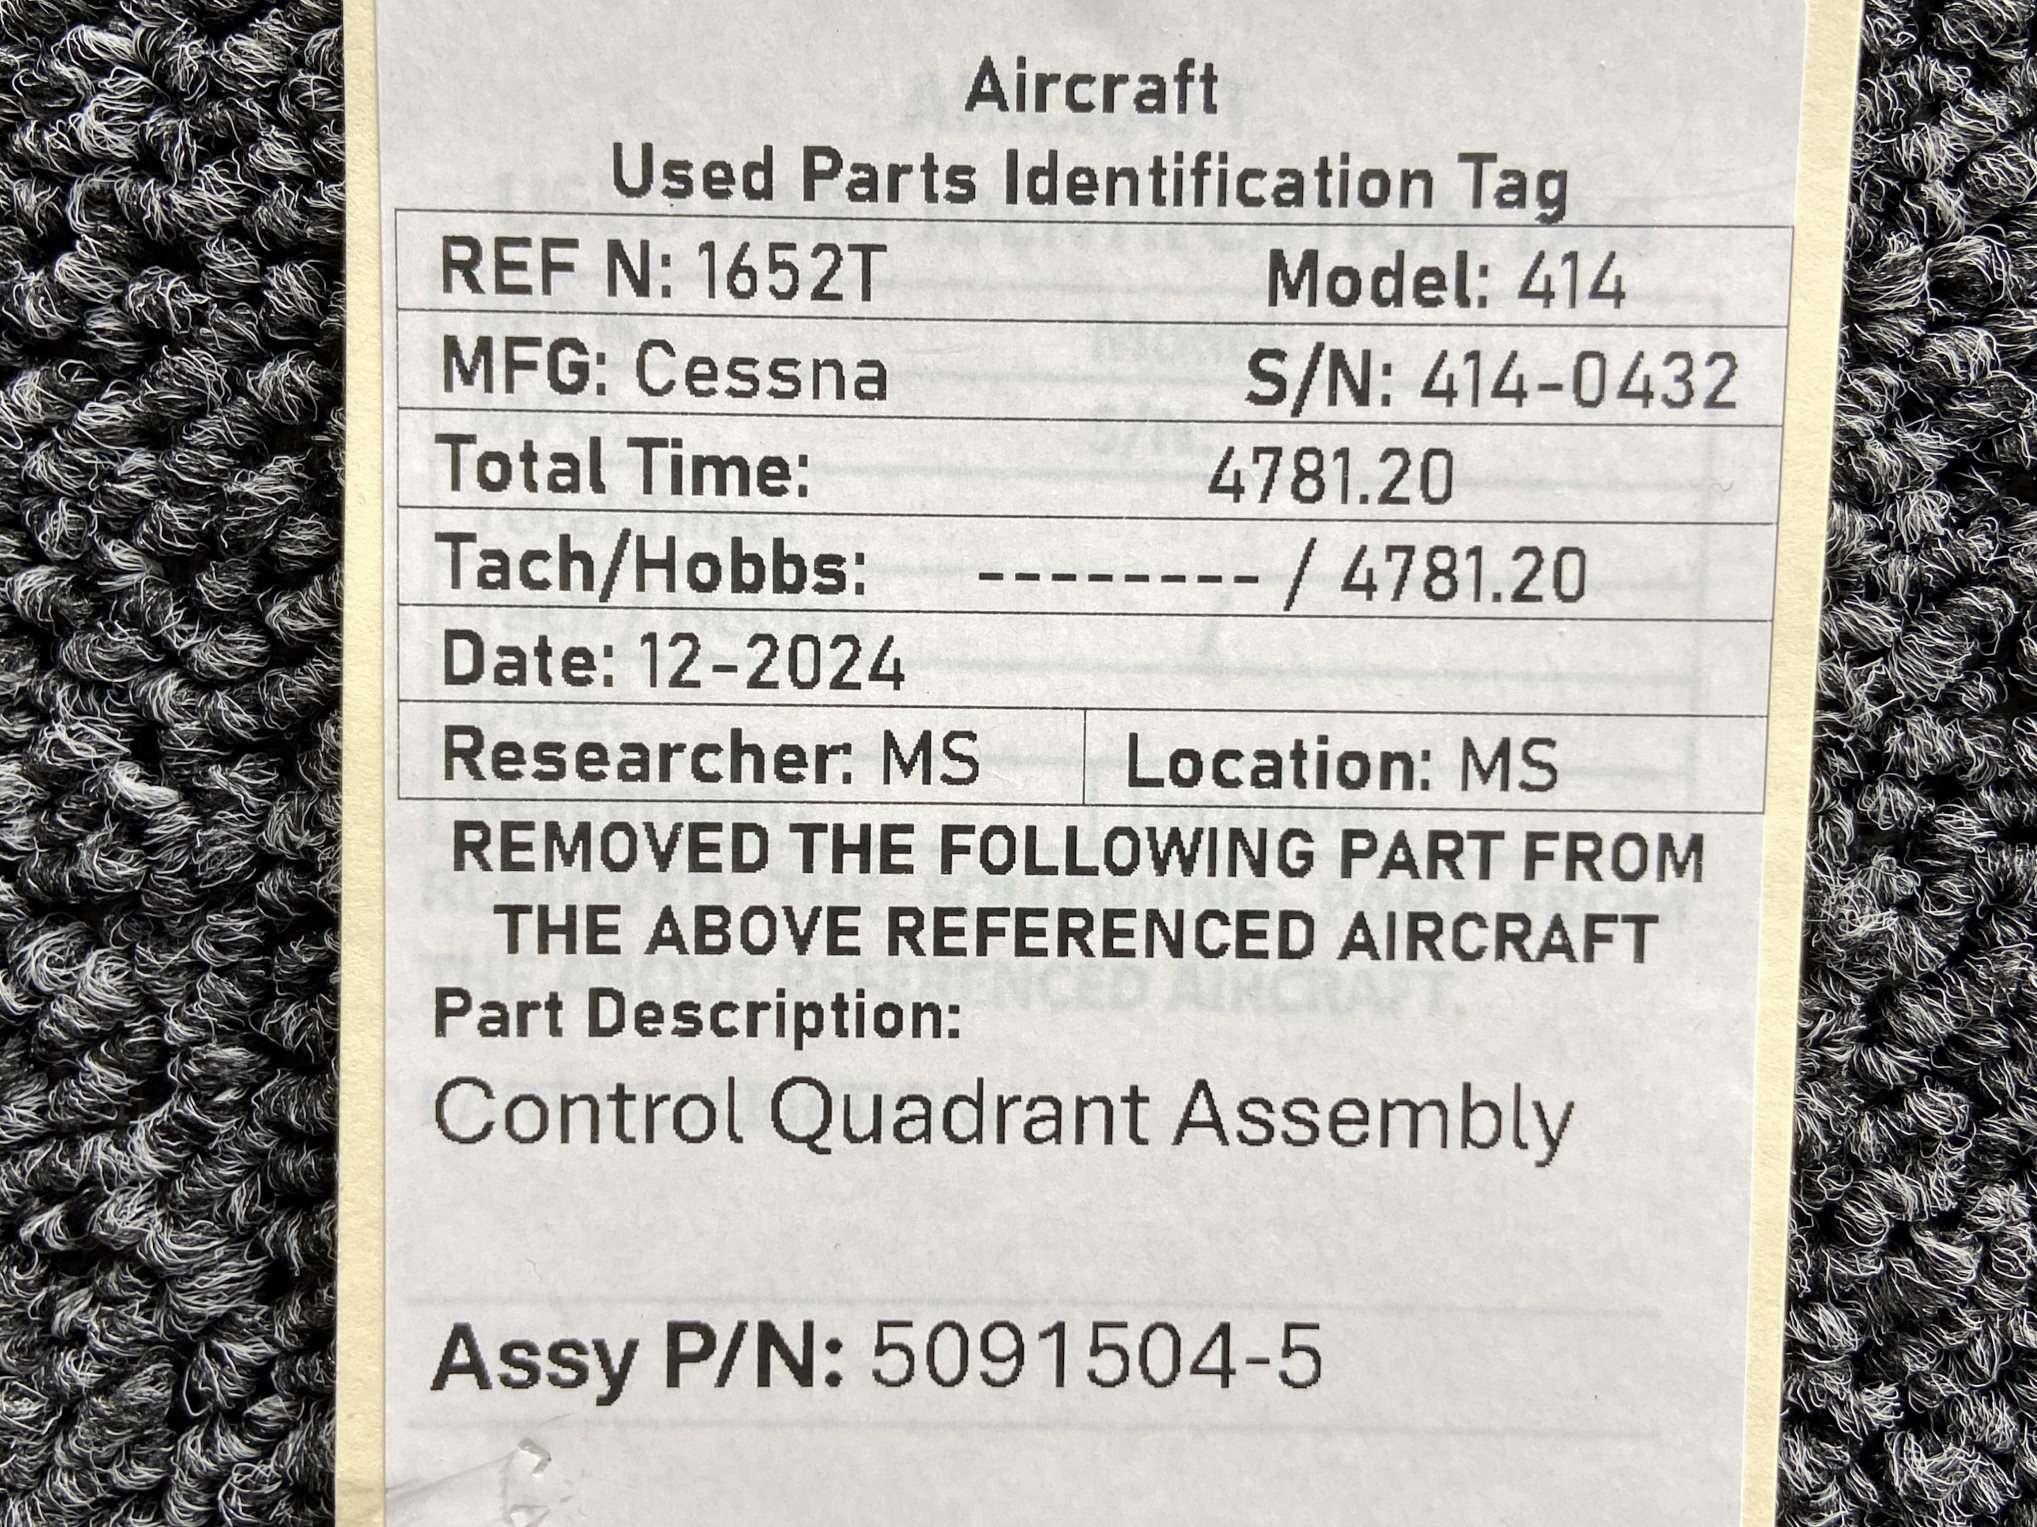 Aircraft
Used Parts Identification Tag
REF N: 1652T Model: 414
MFG: Cessna S/N: 414-0432
Total Time: 4781.20
Tach/Hobbs: -------- / 4781.20
Date: 12-2024
Researcher: MS Location: MS
REMOVED THE FOLLOWING PART FROM
THE ABOVE REFERENCED AIRCRAFT
Part Description:
Control Quadrant Assembly
Assy P/N: 5091504-5